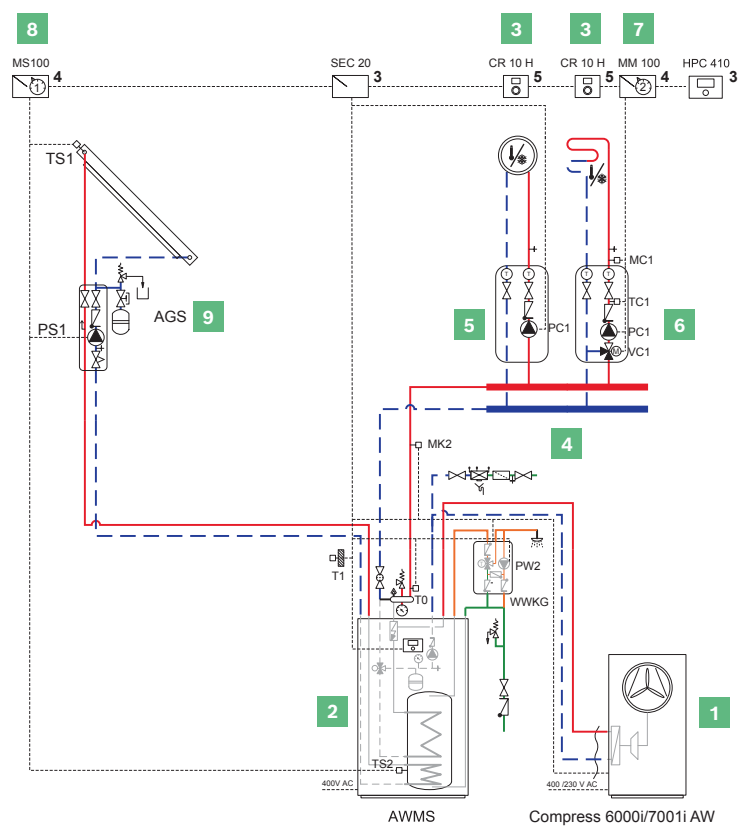 8
3
3
7
MS100
SEC 20
CR 10 H
CR 10 H
MM 100
HPC 410
1
4
3
5
5
2
4
3
TS1
MC1
T
T
T
T
TC1
9
AGS
5
6
PS1
PC1
PC1
M
VC1
4
MK2
PW2
T1
T0
WWKG
2
1
TS2
400V AC
400 /230 V AC
AWMS
Compress 6000i/7001i AW